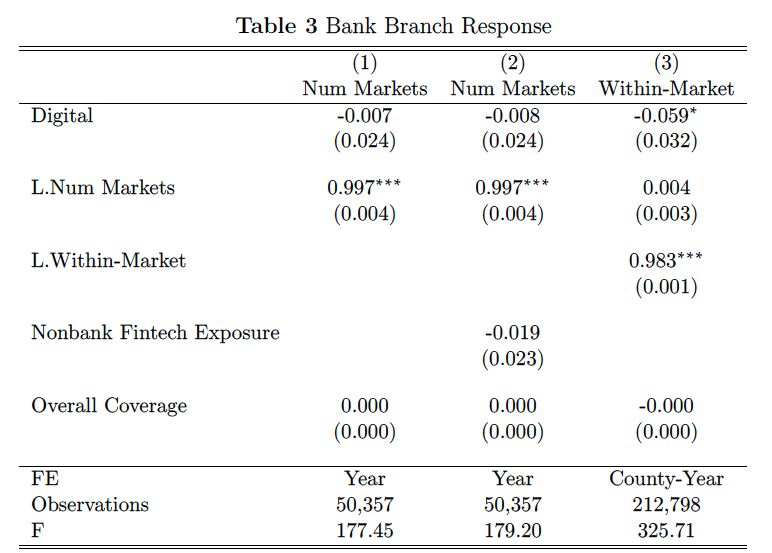 Table 3 Bank Branch Response
(1) (2) (3)
Num Markets Num Markets Within-Market
Digital -0.007 -0.008 -0.059*
(0.024) (0.024) (0.032)
L.Num Markets 0.997*** 0.997*** 0.004
(0.004) (0.004) (0.003)
L.Within-Market 0.983***
(0.001)
Nonbank Fintech Exposure -0.019
(0.023)
Overall Coverage 0.000 0.000 -0.000
(0.000) (0.000) (0.000)
FE Year Year County-Year
Observations 50,357 50,357 212,798
F 177.45 179.20 325.71